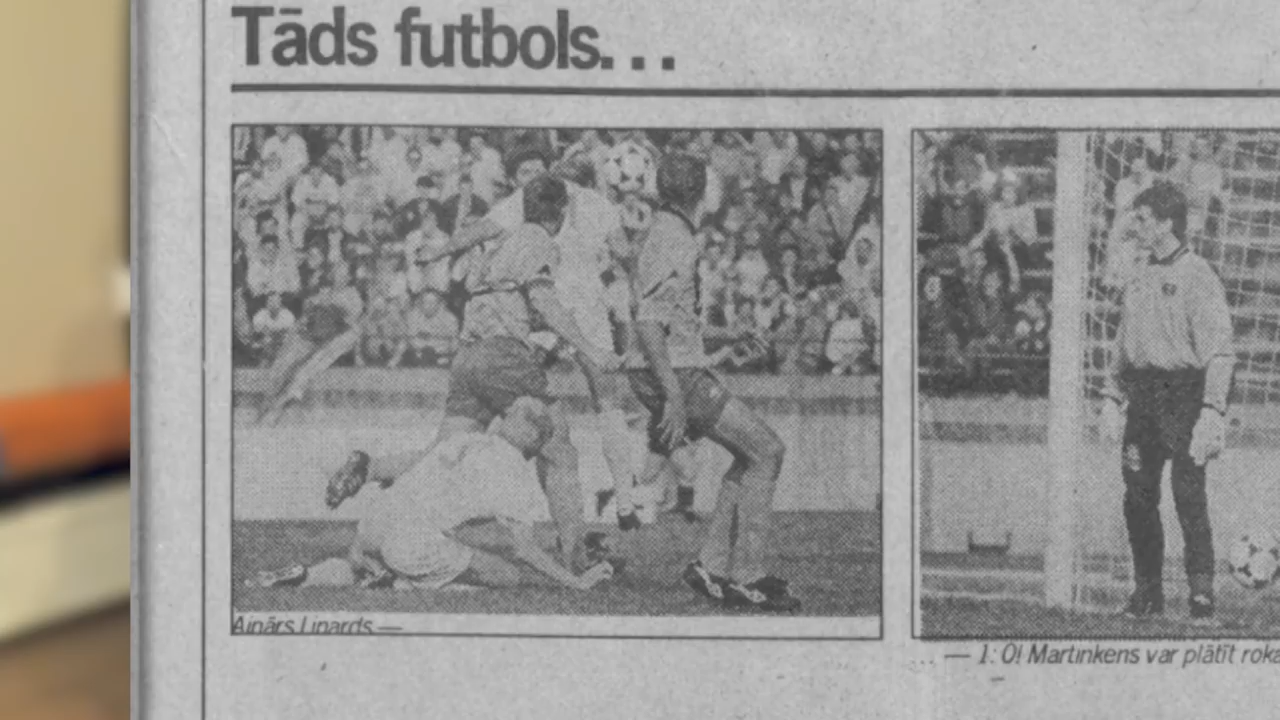 Tāds futbols...
Ainārs Linards —
— 1:0! Martinkens var plātīt roka